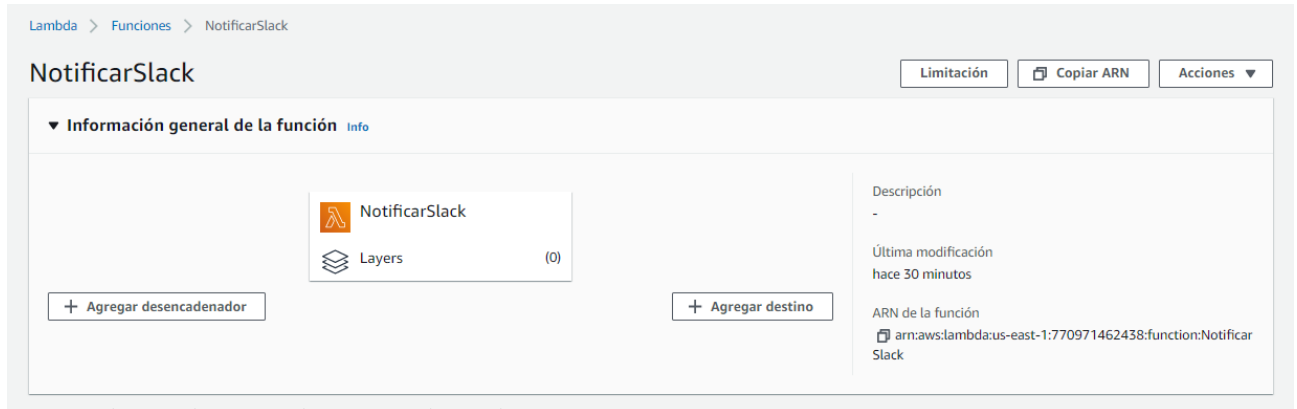 Lambda > Funciones > NotificarSlack
NotificarSlack
Limitación
Copiar ARN
Acciones ▼
▼ Información general de la función Info
NotificarSlack
Layers (0)
+ Agregar desencadenador
+ Agregar destino
Descripción
-
Última modificación
hace 30 minutos
ARN de la función
arn:aws:lambda:us-east-1:770971462438:function:Notificar
Slack